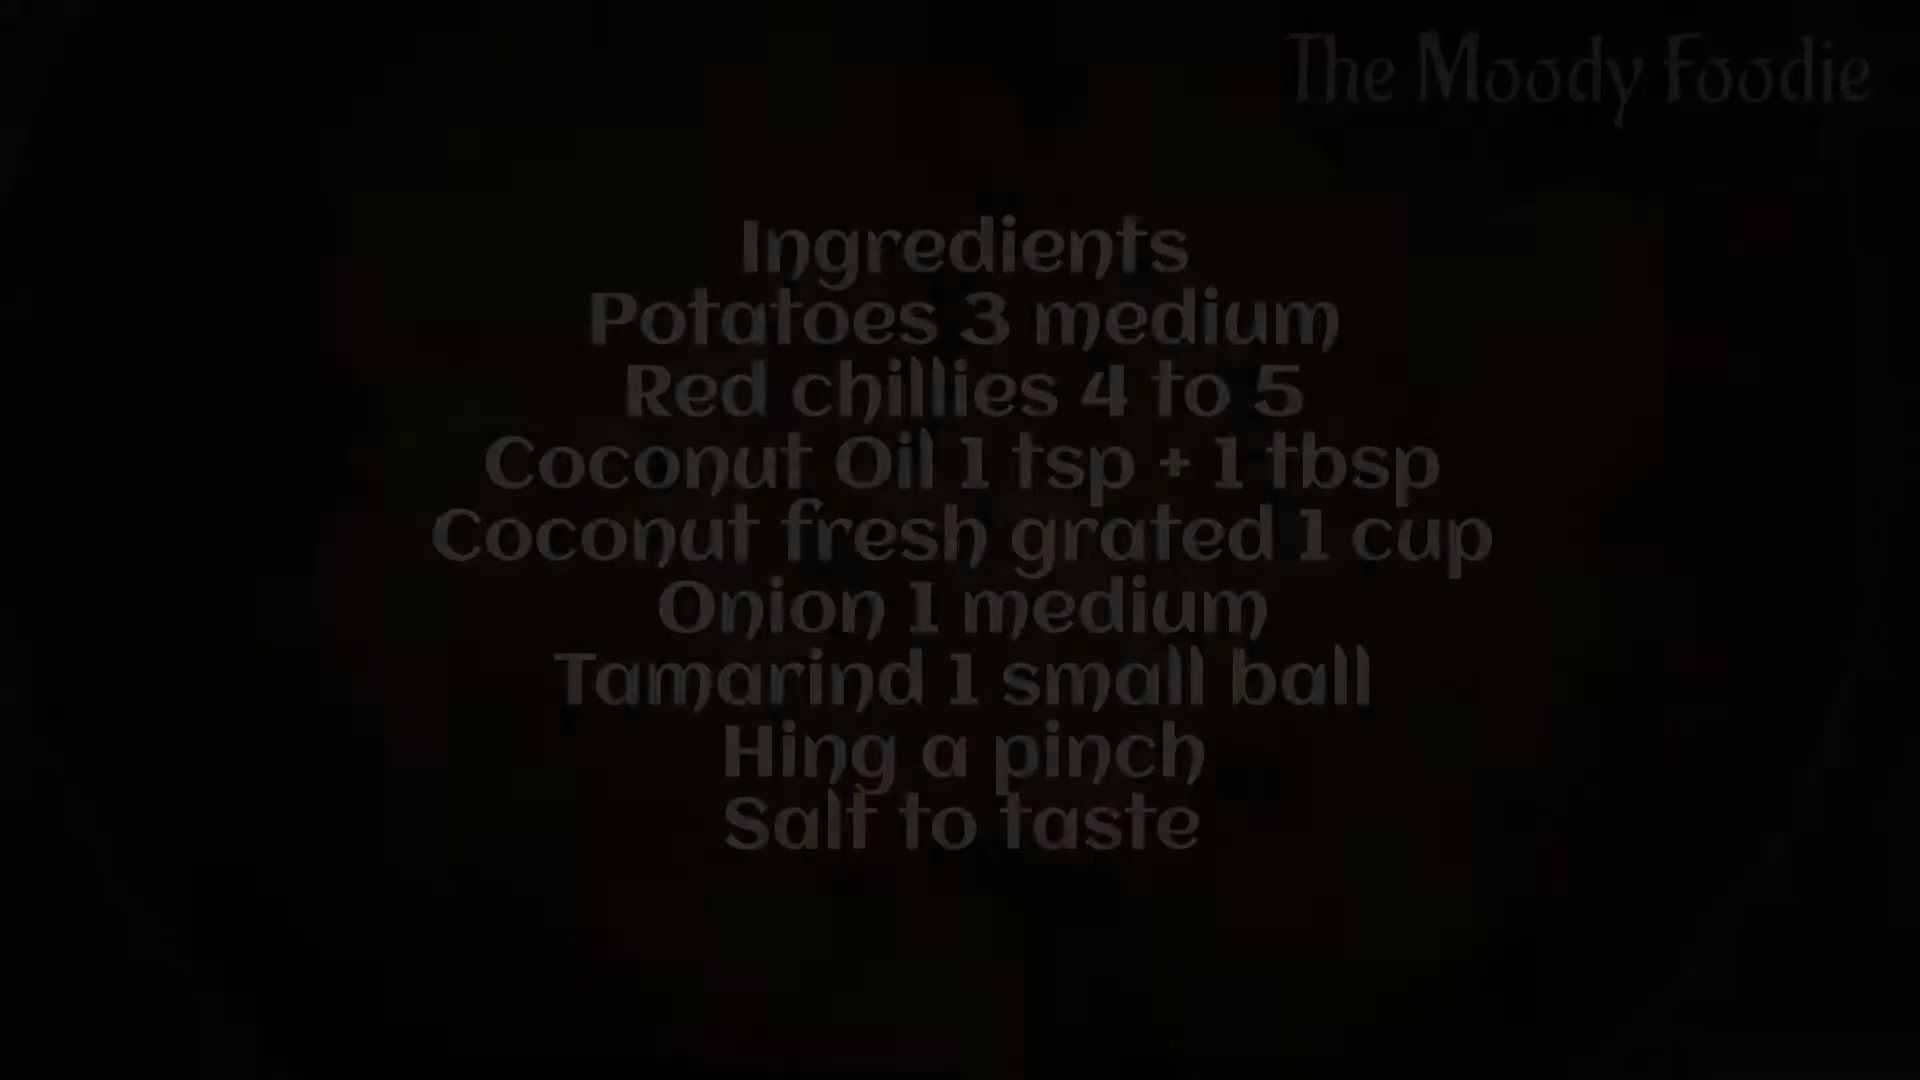 The Moody Foodie
Ingredients
Potatoes 3 medium
Red chillies 4 to 5
Coconut Oil 1 tsp + 1 tbsp
Coconut fresh grated 1 cup
Onion 1 medium
Tamarind 1 small ball
Hing a pinch
Salt to taste